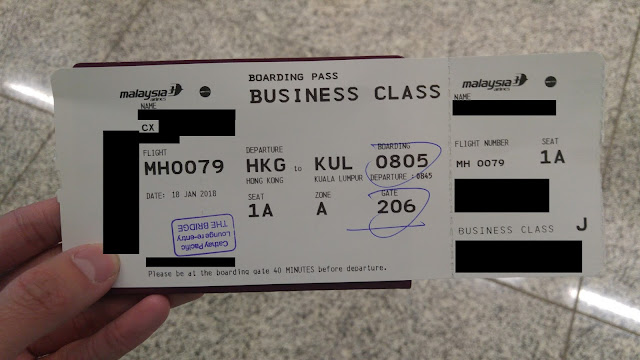 malaysia
airlines
BOARDING PASS
BUSINESS CLASS
NAME
CX
FLIGHT
MH0079
DEPARTURE
HKG to KUL
HONG KONG KUALA LUMPUR
BOARDING
0805
DEPARTURE :0845
DATE: 18 JAN 2018
SEAT
1A
ZONE
A
GATE
206
Cathay Pacific
Lounge re-entry
THE BRIDGE
Please be at the boarding gate 40 MINUTES before departure.
malaysia
airlines
NAME
FLIGHT NUMBER
MH 0079
SEAT
1A
BUSINESS CLASS
J